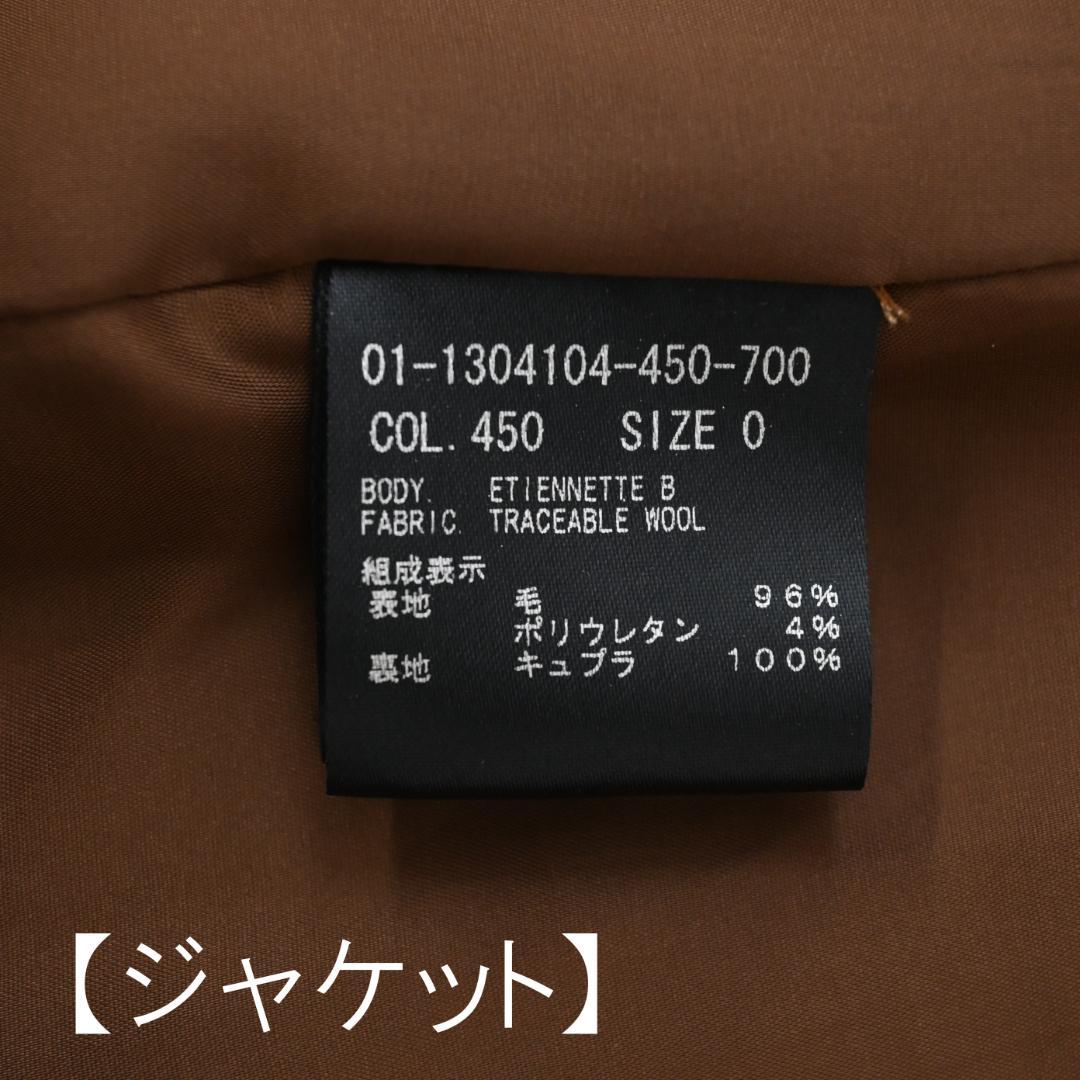 01-1304104-450-700
COL. 450 SIZE 0
BODY. ETIENNETTE B
FABRIC. TRACEABLE WOOL
組成表示
表地 毛 96%
ポリウレタン 4%
裏地 キュプラ 100%
【ジャケット】